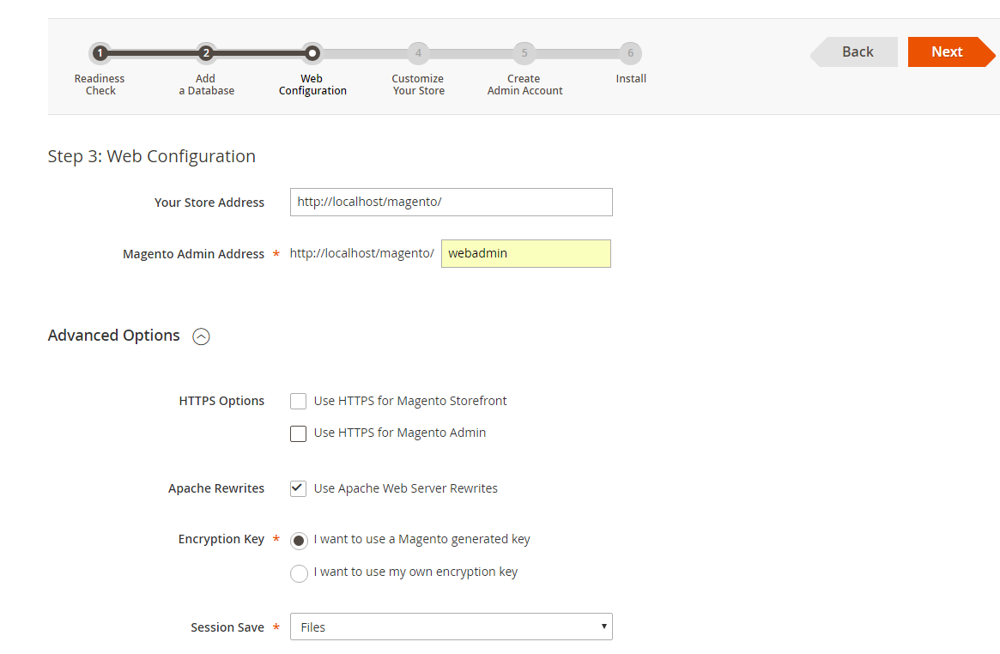 1 2 4 5 6
Back Next
Readiness Check
Add a Database
Web Configuration
Customize Your Store
Create Admin Account
Install
Step 3: Web Configuration
Your Store Address http://localhost/magento/
Magento Admin Address * http://localhost/magento/ webadmin
Advanced Options
HTTPS Options Use HTTPS for Magento Storefront
Use HTTPS for Magento Admin
Apache Rewrites Use Apache Web Server Rewrites
Encryption Key * I want to use a Magento generated key
I want to use my own encryption key
Session Save * Files